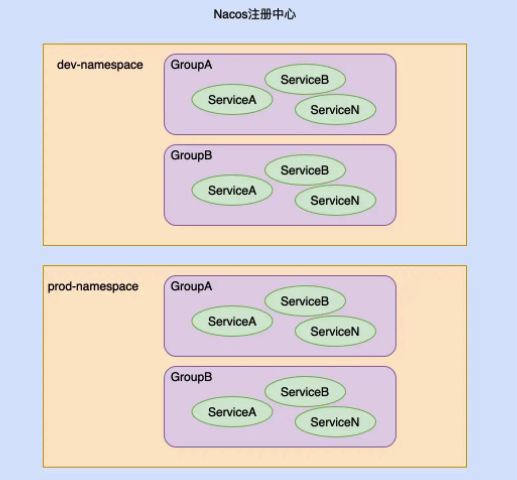 Nacos注册中心
dev-namespace
GroupA
ServiceB
ServiceA
ServiceN
GroupB
ServiceB
ServiceA
ServiceN
prod-namespace
GroupA
ServiceB
ServiceA
ServiceN
GroupB
ServiceB
ServiceA
ServiceN